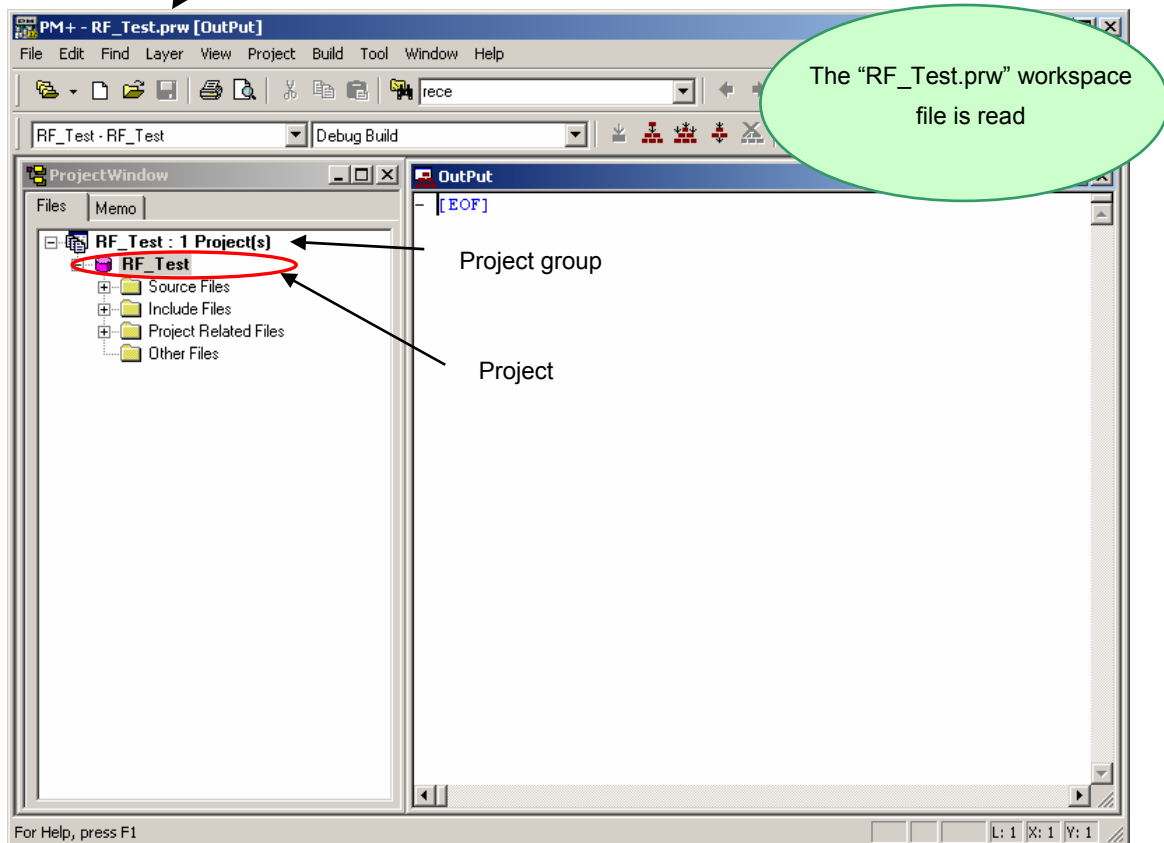 PM+ - RF_Test.prw [OutPut]
File Edit Find Layer View Project Build Tool Window Help
The “RF_Test.prw” workspace
file is read
rece
RF_Test - RF_Test
Debug Build
ProjectWindow
OutPut
Files
Memo
[EOF]
RF_Test : 1 Project(s)
Project group
RF_Test
Source Files
Include Files
Project Related Files
Other Files
Project
For Help, press F1
L: 1 X: 1 Y: 1